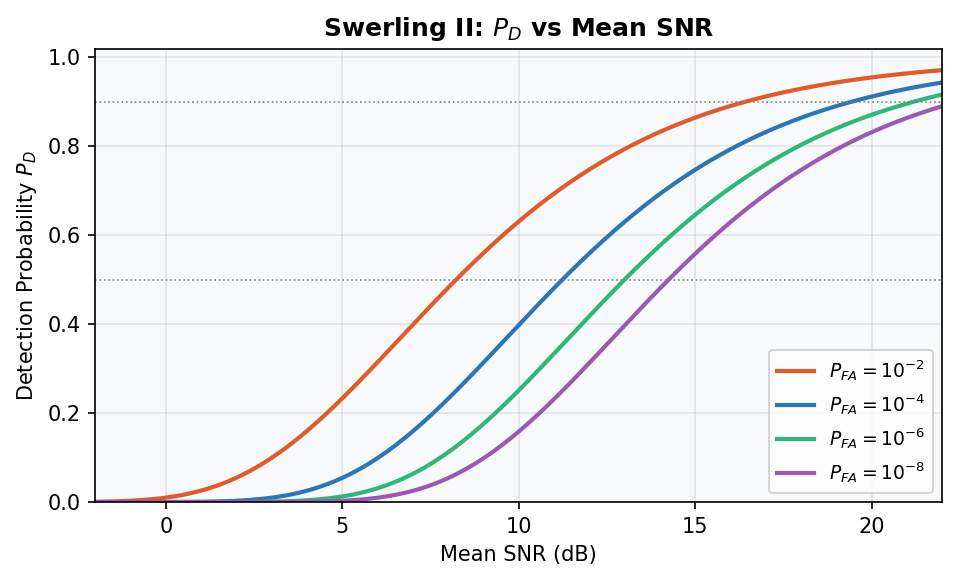 Swerling II: $P_D$ vs Mean SNR
Detection Probability $P_D$
1.0
0.8
0.6
0.4
0.2
0.0
0 5 10 15 20
Mean SNR (dB)
$P_{FA} = 10^{-2}$
$P_{FA} = 10^{-4}$
$P_{FA} = 10^{-6}$
$P_{FA} = 10^{-8}$